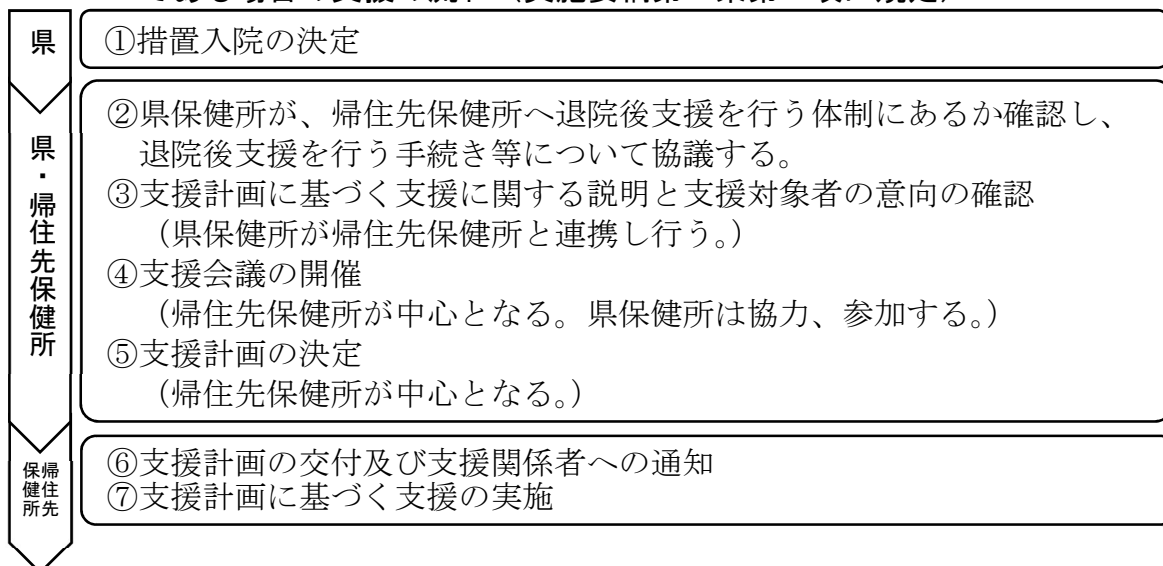 県
①措置入院の決定
県・帰住先保健所
②県保健所が、帰住先保健所へ退院後支援を行う体制にあるか確認し、
退院後支援を行う手続き等について協議する。
③支援計画に基づく支援に関する説明と支援対象者の意向の確認
(県保健所が帰住先保健所と連携し行う。)
④支援会議の開催
(帰住先保健所が中心となる。県保健所は協力、参加する。)
⑤支援計画の決定
(帰住先保健所が中心となる。)
帰住先
保健所
⑥支援計画の交付及び支援関係者への通知
⑦支援計画に基づく支援の実施